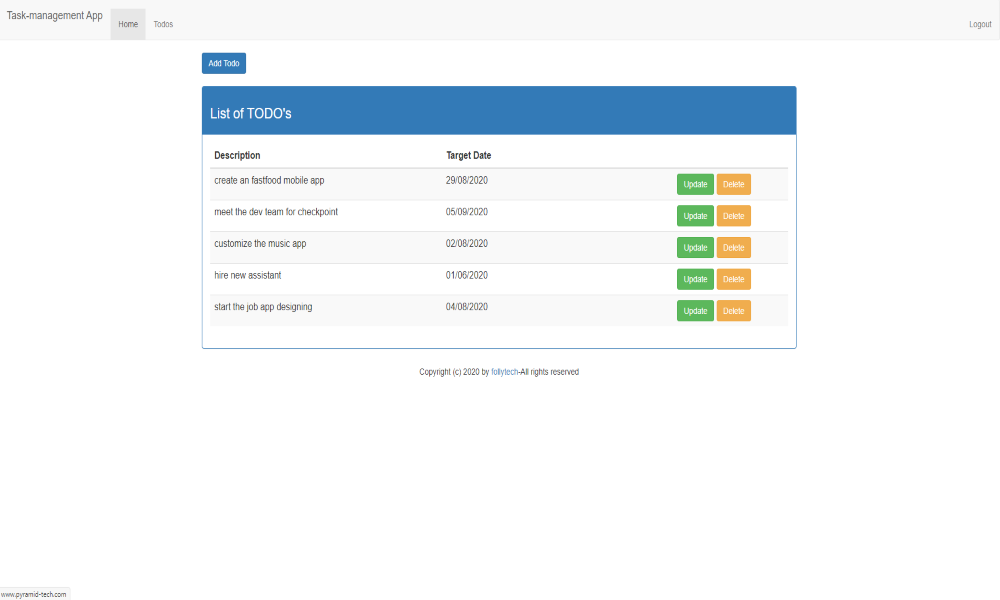 Task-management App Home Todos Logout
Add Todo
List of TODO's
Description Target Date
create an fastfood mobile app 29/08/2020 Update Delete
meet the dev team for checkpoint 05/09/2020 Update Delete
customize the music app 02/08/2020 Update Delete
hire new assistant 01/06/2020 Update Delete
start the job app designing 04/08/2020 Update Delete
Copyright (c) 2020 by follytech-All rights reserved
www.pyramid-tech.com